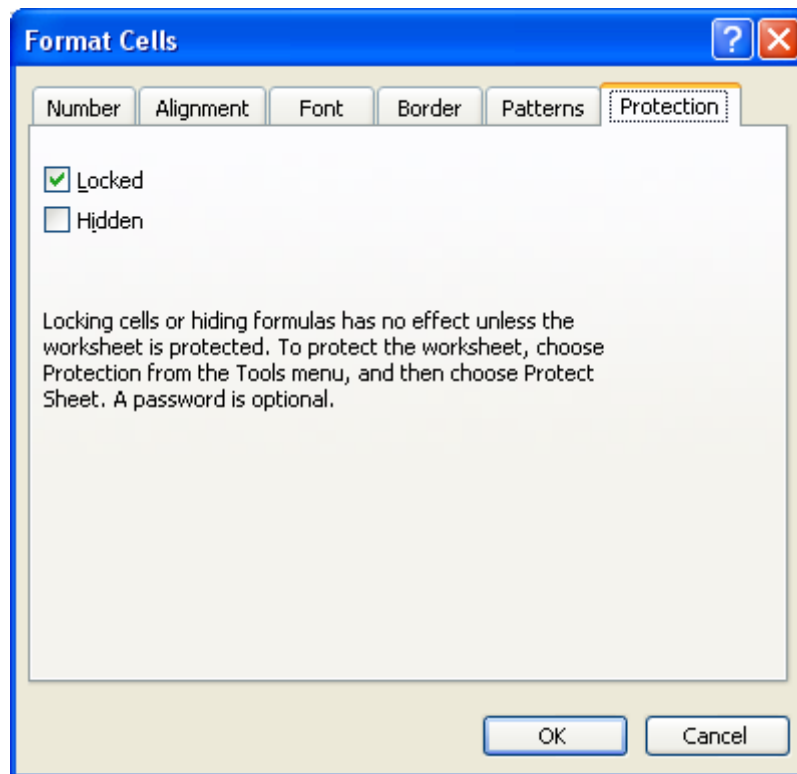 Format Cells
Number Alignment Font Border Patterns Protection
Locked
Hidden
Locking cells or hiding formulas has no effect unless the
worksheet is protected. To protect the worksheet, choose
Protection from the Tools menu, and then choose Protect
Sheet. A password is optional.
OK Cancel